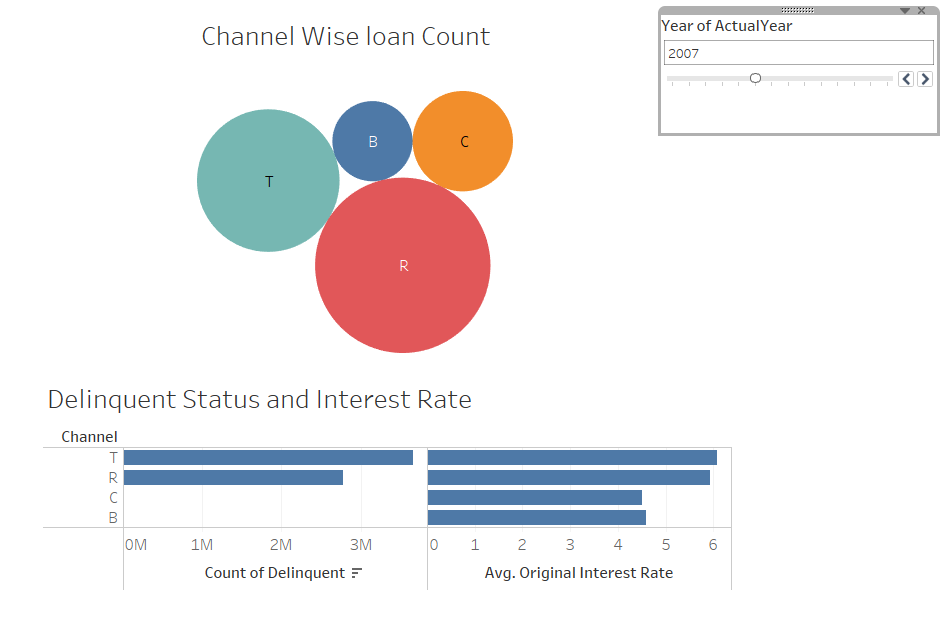 Channel Wise loan Count
Year of ActualYear
2007
B
C
T
R
Delinquent Status and Interest Rate
Channel
T
R
C
B
0M 1M 2M 3M 0 1 2 3 4 5 6
Count of Delinquent Avg. Original Interest Rate